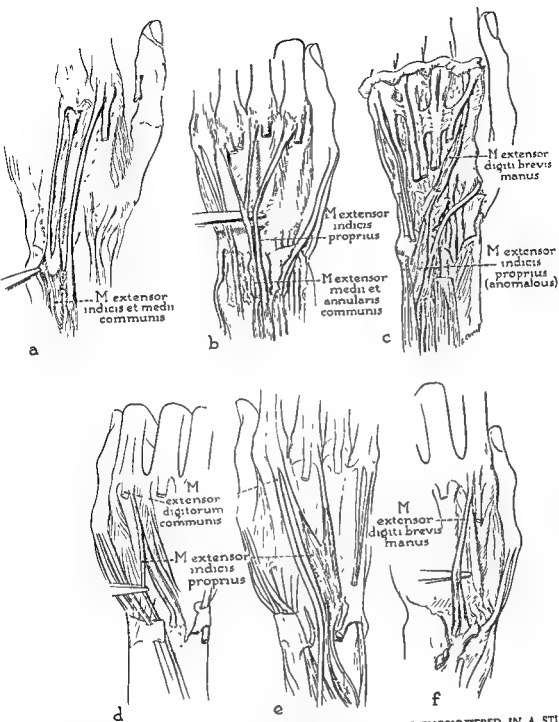 M extensor
indicis et medii
communis
a
M extensor
indicis
proprius
M extensor
medii et
annularis
communis
b
M extensor
digiti brevis
manus
M extensor
indicis
proprius
(anomalous)
c
M
extensor
digitorum
communis
M extensor
indicis
proprius
d
e
M
extensor
digiti brevis
manus
f